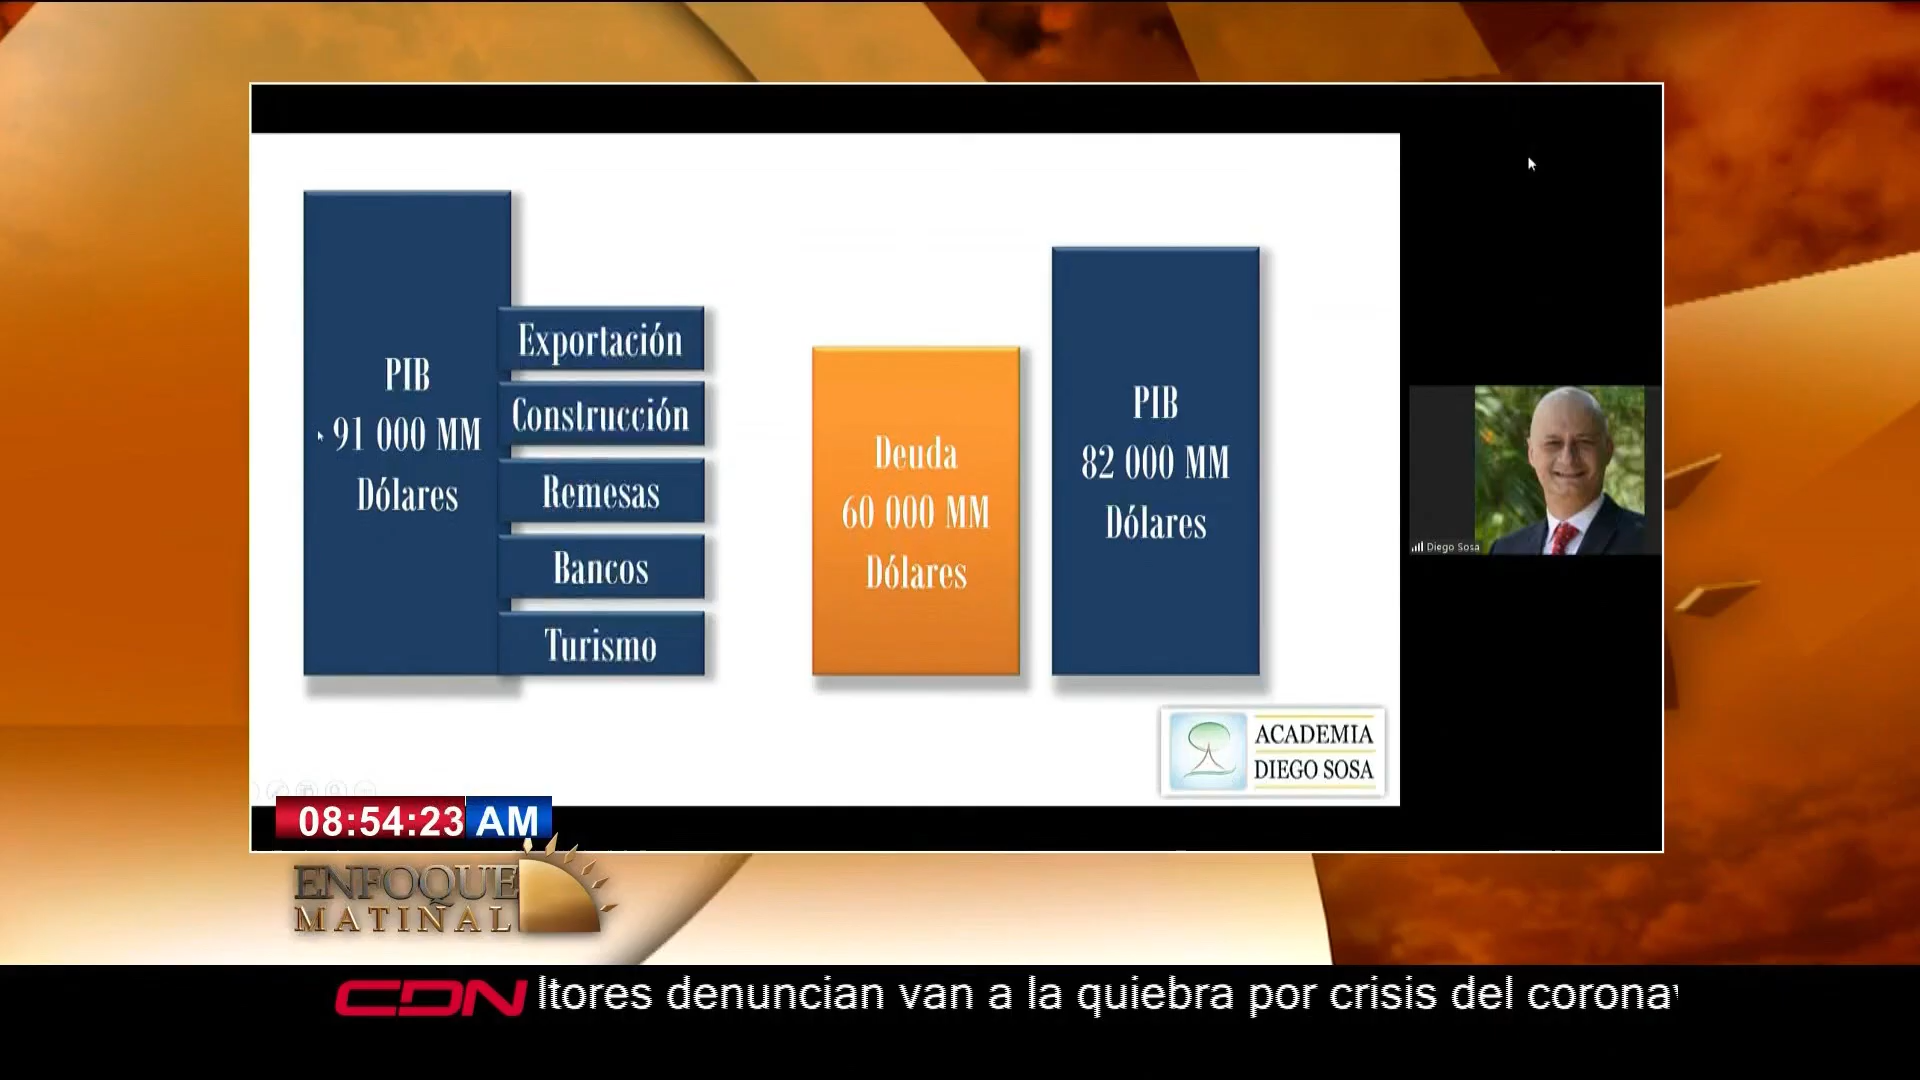 PIB
91 000 MM
Dólares
Exportación
Construcción
Remesas
Bancos
Turismo
Deuda
60 000 MM
Dólares
PIB
82 000 MM
Dólares
Diego Sosa
ACADEMIA
DIEGO SOSA
08:54:23 AM
ENFOQUE
MATINAL
CDN ltores denuncian van a la quiebra por crisis del corona